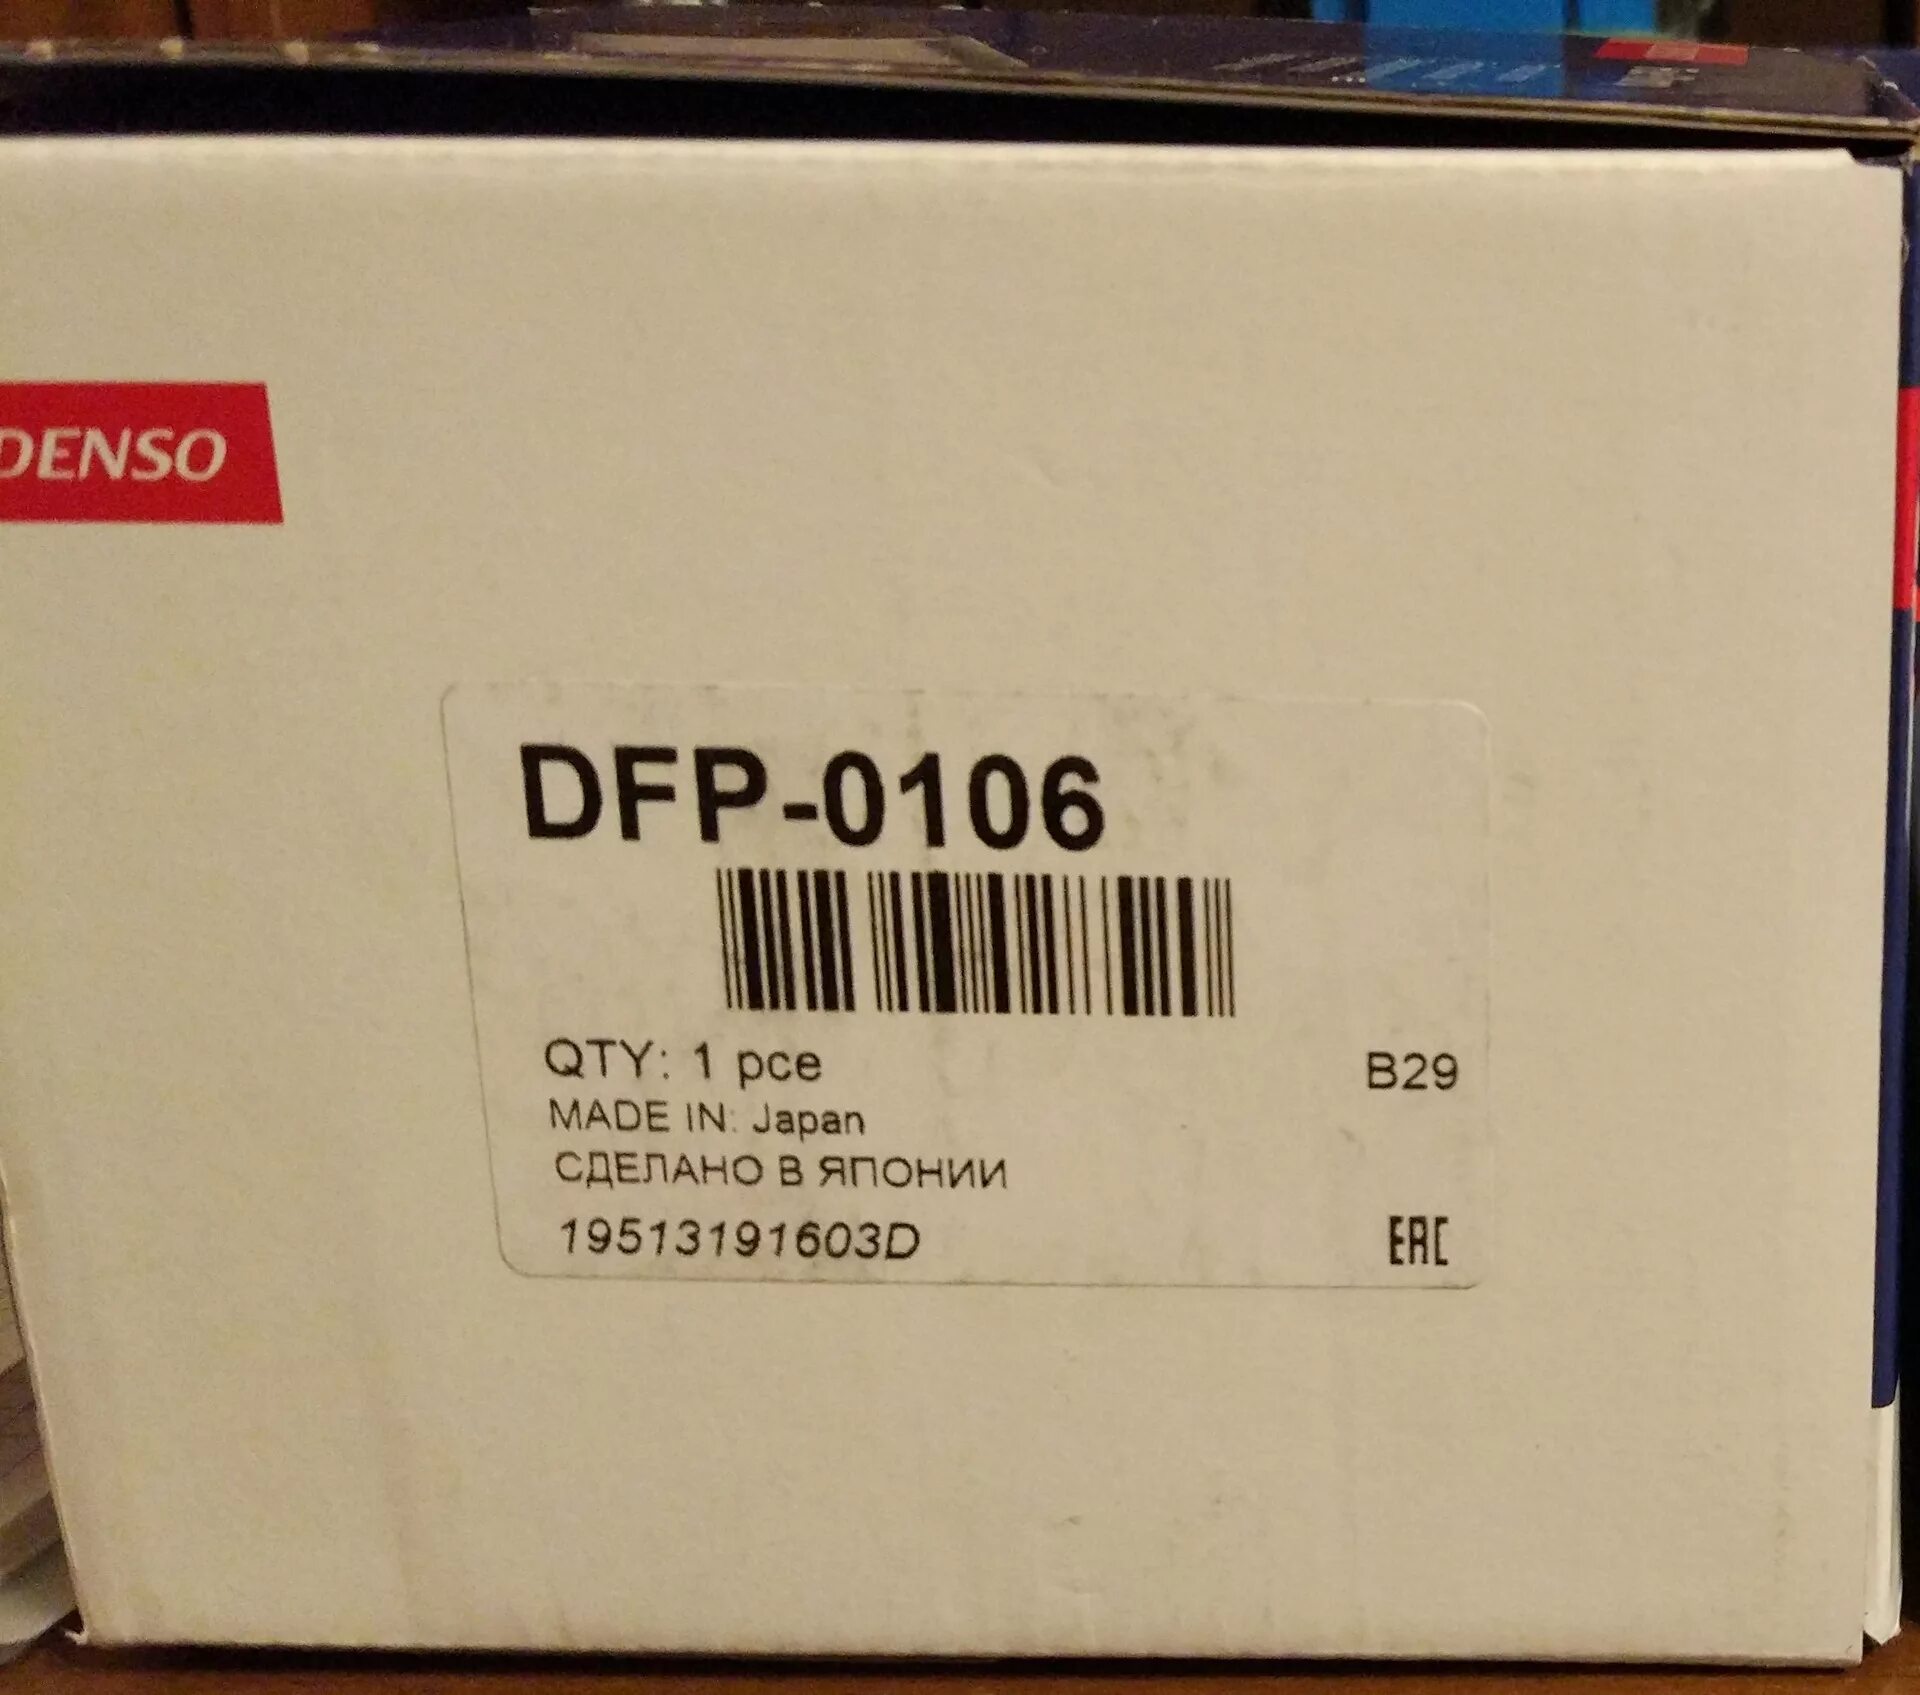 DENSO
DFP-0106
QTY: 1 pce
B29
MADE IN: Japan
СДЕЛАНО В ЯПОНИИ
19513191603D
EAC